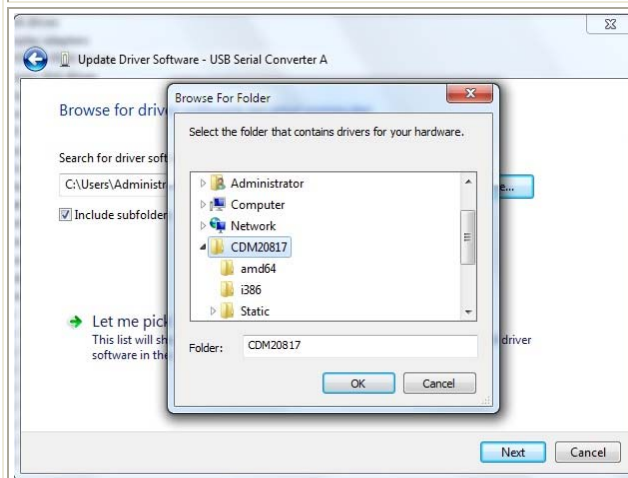 Update Driver Software - USB Serial Converter A
Browse For Folder
Browse for driv
Select the folder that contains drivers for your hardware.
Search for driver soft
C:\Users\Administr
e...
Include subfolder
Administrator
Computer
Network
CDM20817
amd64
i386
Static
Let me pick
This list will sh
driver
software in the
Folder:
CDM20817
OK
Cancel
Next
Cancel